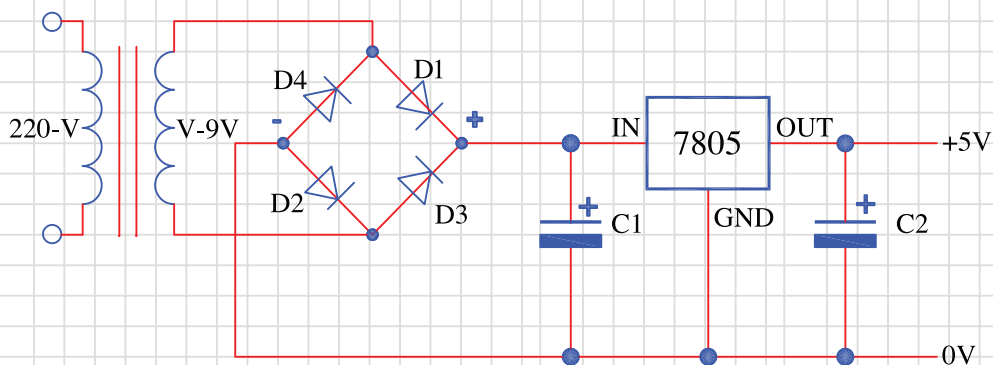 220-V
V-9V
D4
D1
D2
D3
-
+
IN
7805
OUT
GND
+
C1
+
C2
+5V
0V